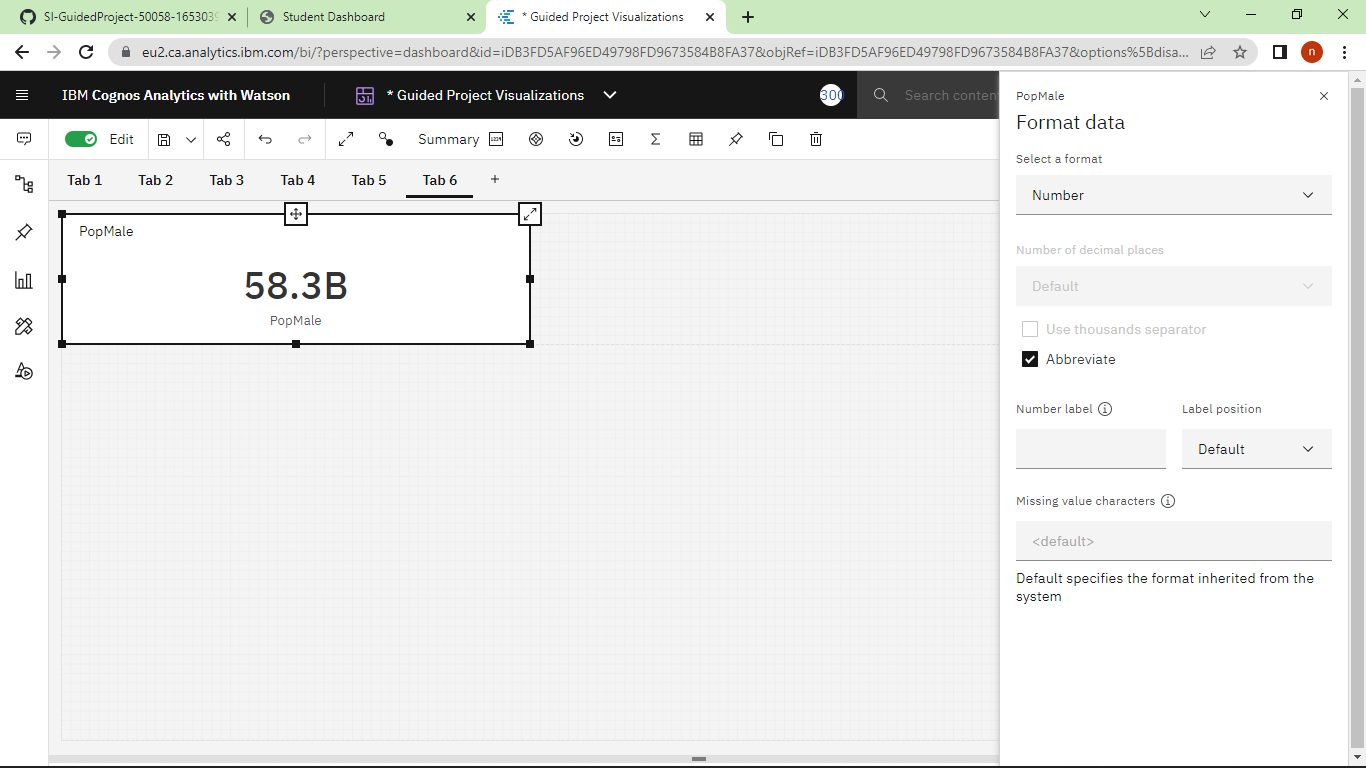 SI-GuidedProject-50058-1653039
Student Dashboard
* Guided Project Visualizations
eu2.ca.analytics.ibm.com/bi/?perspective=dashboard&id=iDB3FD5AF96ED49798FD9673584B8FA37&objRef=iDB3FD5AF96ED49798FD9673584B8FA37&options%5Bdisa...
n
IBM Cognos Analytics with Watson
* Guided Project Visualizations
300
Search conten
Edit
Summary
Tab 1
Tab 2
Tab 3
Tab 4
Tab 5
Tab 6
PopMale
58.3B
PopMale
PopMale
Format data
Select a format
Number
Number of decimal places
Default
Use thousands separator
Abbreviate
Number label
Label position
Default
Missing value characters
<default>
Default specifies the format inherited from the
system